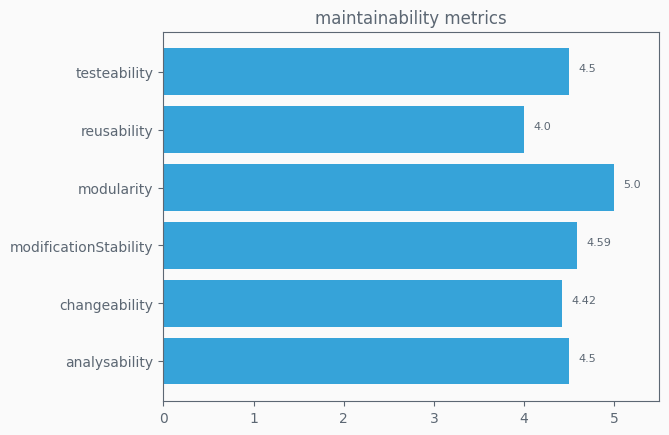 maintainability metrics
testeability
4.5
reusability
4.0
modularity
5.0
modificationStability
4.59
changeability
4.42
analysability
4.5
0 1 2 3 4 5